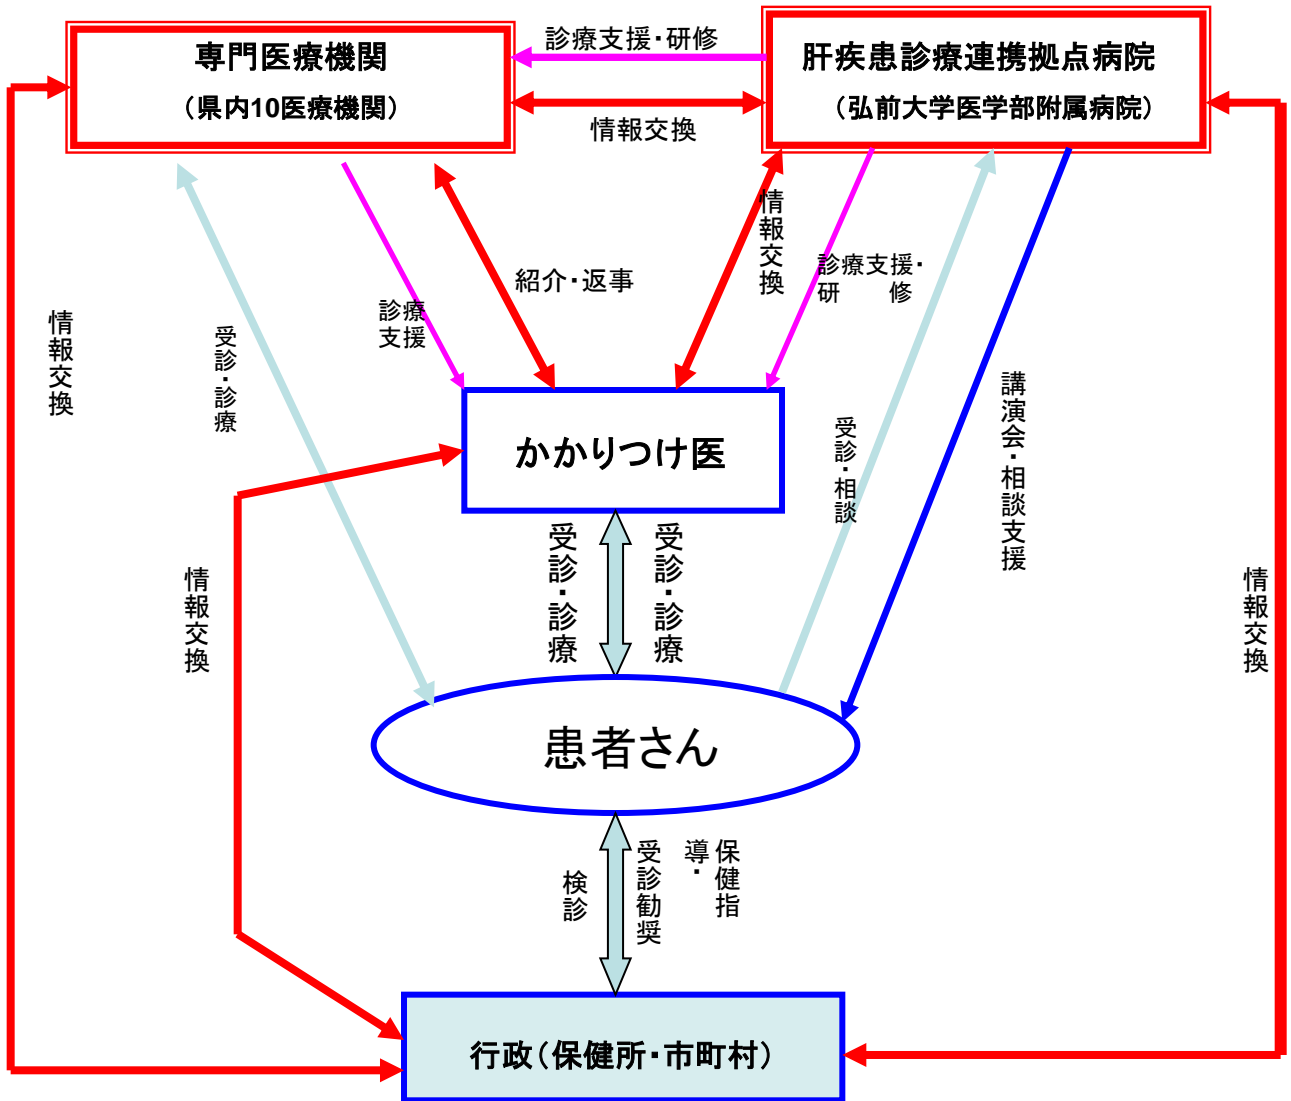 専門医療機関
（県内10医療機関）
診療支援・研修
情報交換
肝疾患診療連携拠点病院
（弘前大学医学部附属病院）
情報交換
受診・診療
診療
支援
紹介・返事
情報交換
診療支援・
研　修
受診・相談
講演会・相談支援
かかりつけ医
情報交換
受診・診療
受診・診療
情報交換
患者さん
検診
保健指
導・
受診勧奨
行政（保健所・市町村）